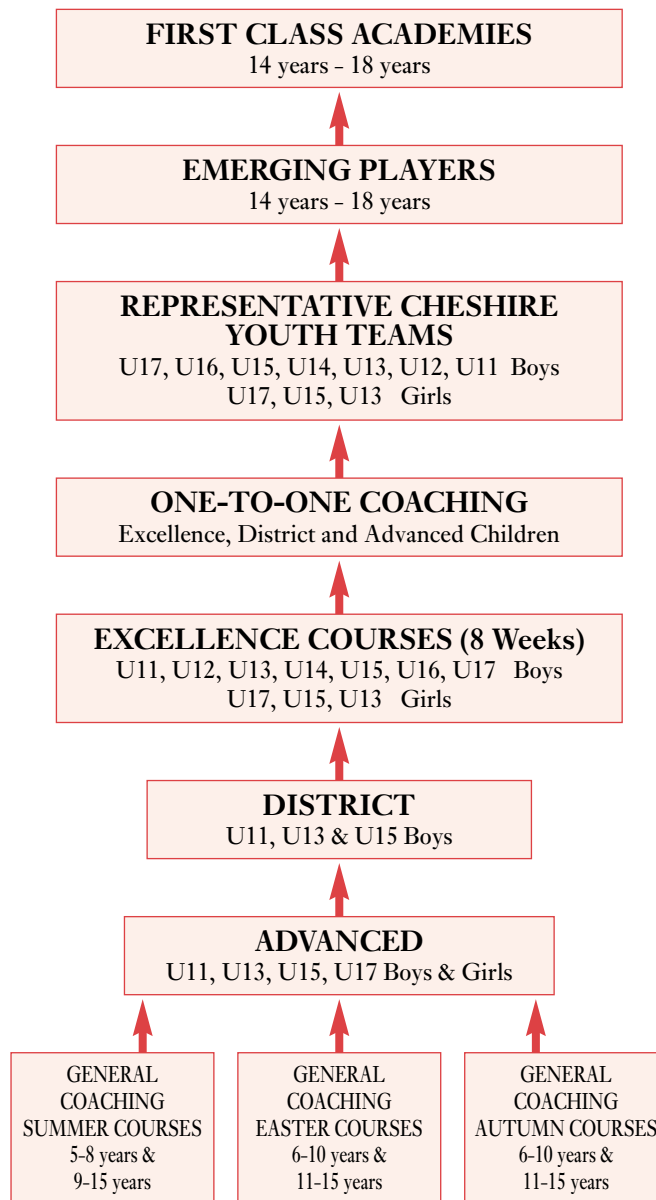 FIRST CLASS ACADEMIES
14 years – 18 years
EMERGING PLAYERS
14 years – 18 years
REPRESENTATIVE CHESHIRE
YOUTH TEAMS
U17, U16, U15, U14, U13, U12, U11 Boys
U17, U15, U13 Girls
ONE-TO-ONE COACHING
Excellence, District and Advanced Children
EXCELLENCE COURSES (8 Weeks)
U11, U12, U13, U14, U15, U16, U17 Boys
U17, U15, U13 Girls
DISTRICT
U11, U13 & U15 Boys
ADVANCED
U11, U13, U15, U17 Boys & Girls
GENERAL
COACHING
SUMMER COURSES
5–8 years &
9–15 years
GENERAL
COACHING
EASTER COURSES
6–10 years &
11–15 years
GENERAL
COACHING
AUTUMN COURSES
6–10 years &
11–15 years